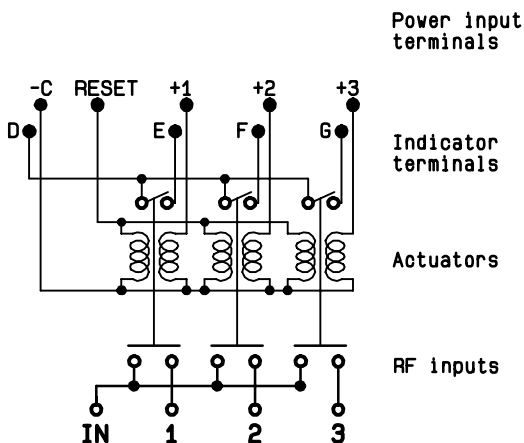 Power input
terminals
-C RESET +1 +2 +3
D E F G
Indicator
terminals
Actuators
RF inputs
IN 1 2 3